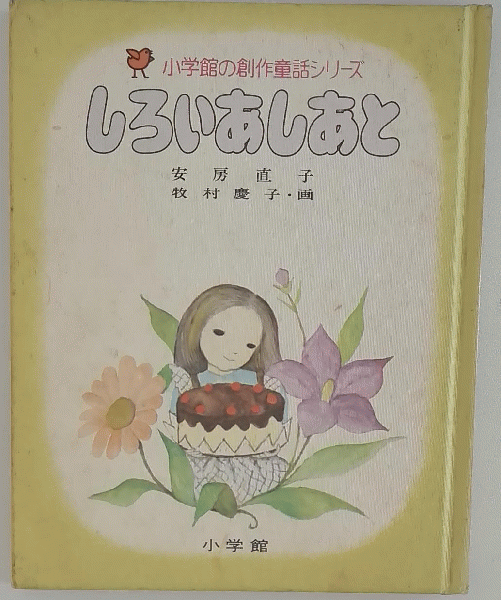 小学館の創作童話シリーズ
しろいあしあと
安房直子
牧村慶子・画
小学館